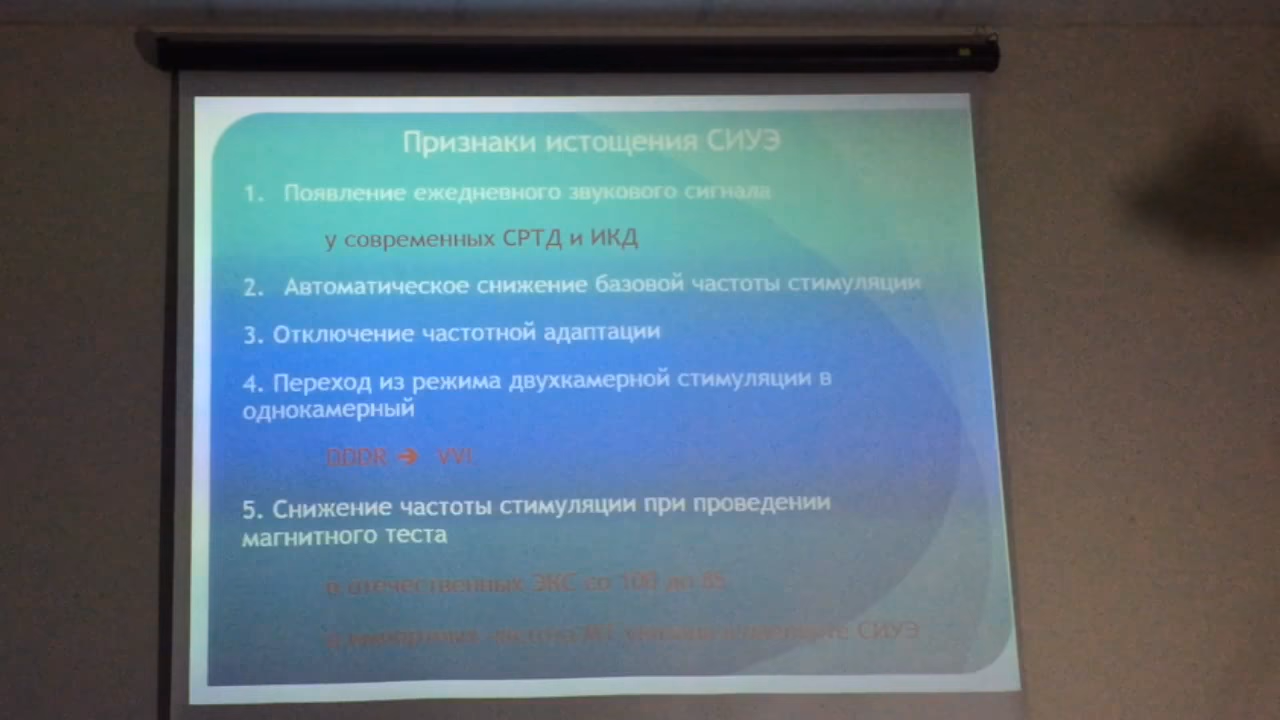 Признаки истощения СИУЭ
1. Появление ежедневного звукового сигнала
у современных СРТД и ИКД
2. Автоматическое снижение базовой частоты стимуляции
3. Отключение частотной адаптации
4. Переход из режима двухкамерной стимуляции в
однокамерный
DDDR → VVI
5. Снижение частоты стимуляции при проведении
магнитного теста
о отечественных ЭКС со 100 до 85
СИУЭ